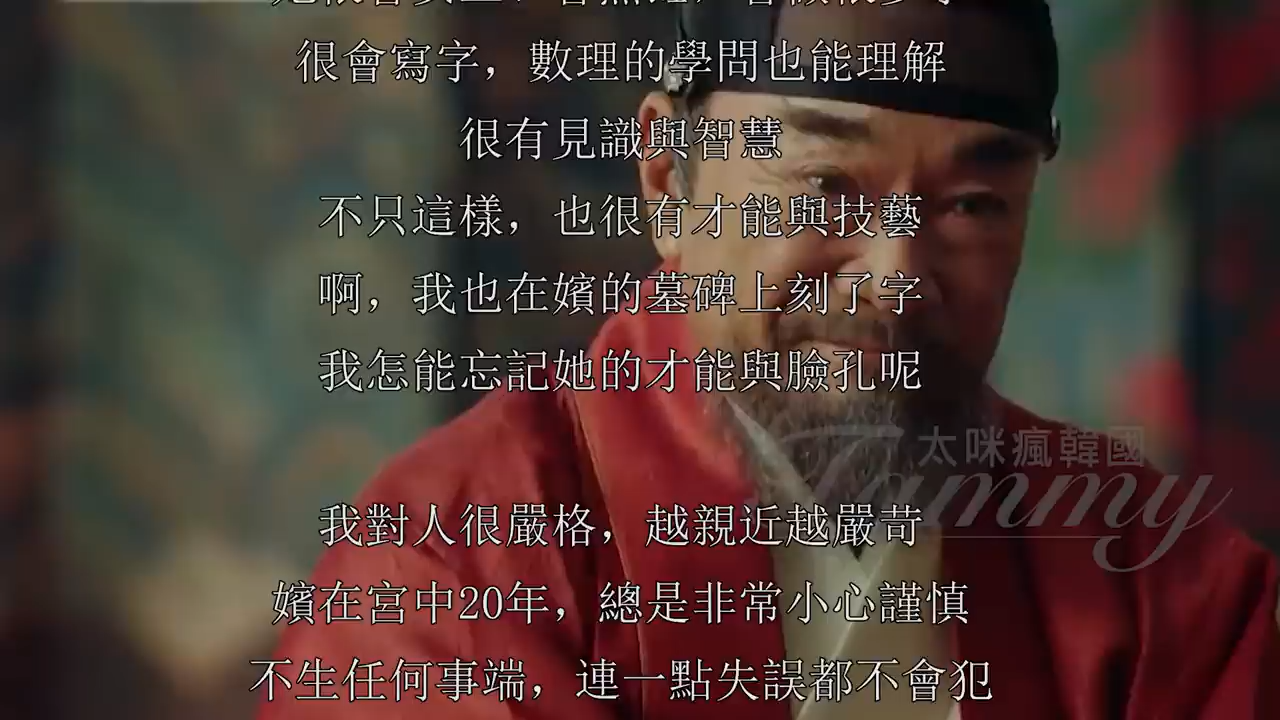 很會寫字，數理的學問也能理解
很有見識與智慧
不只這樣，也很有才能與技藝
啊，我也在嬪的墓碑上刻了字
我怎能忘記她的才能與臉孔呢
太咪瘋韓國
Tammy
我對人很嚴格，越親近越嚴苛
嬪在宮中20年，總是非常小心謹慎
不生任何事端，連一點失誤都不會犯